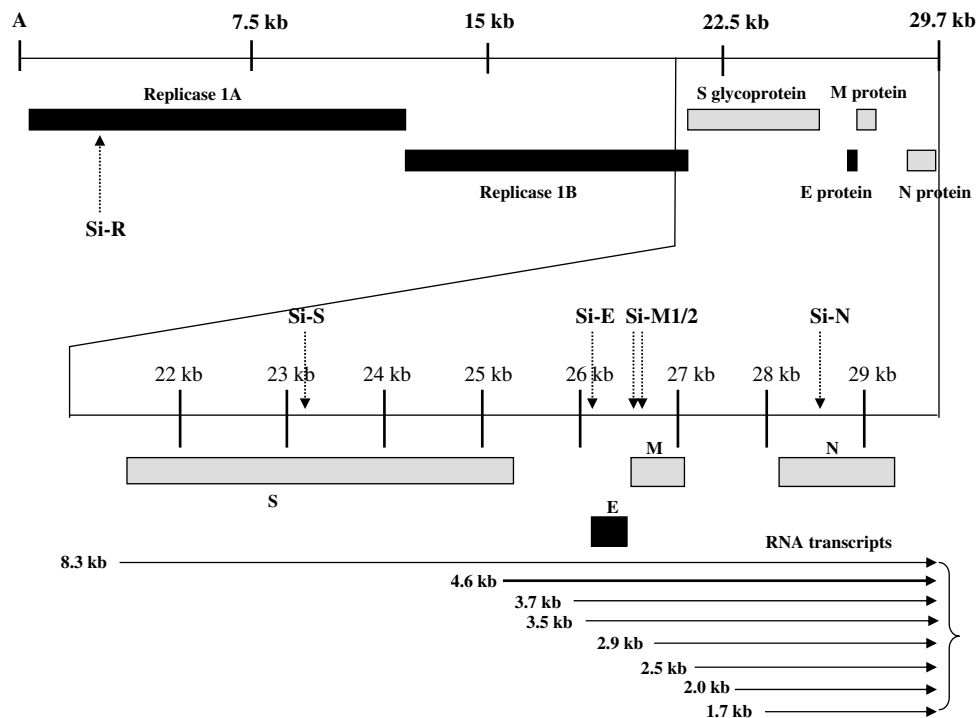 A
7.5 kb 15 kb 22.5 kb 29.7 kb
Replicase 1A S glycoprotein M protein
Replicase 1B E protein N protein
Si-R
Si-S Si-E Si-M1/2 Si-N
22 kb 23 kb 24 kb 25 kb 26 kb 27 kb 28 kb 29 kb
M N
S
E
RNA transcripts
8.3 kb
4.6 kb
3.7 kb
3.5 kb
2.9 kb
2.5 kb
2.0 kb
1.7 kb